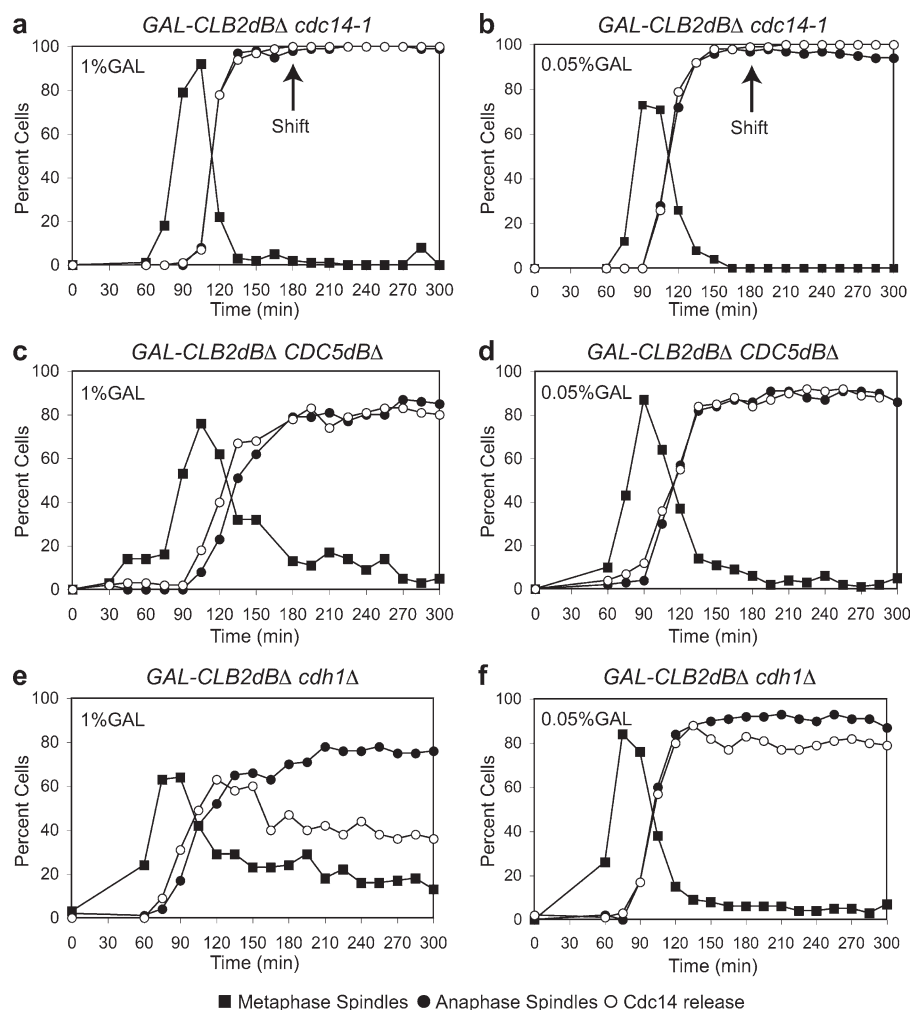 a GAL-CLB2dBΔ cdc14-1
1%GAL
Shift
Percent Cells
100
80
60
40
20
0
0 30 60 90 120 150 180 210 240 270 300
Time (min)
b GAL-CLB2dBΔ cdc14-1
0.05%GAL
Shift
Percent Cells
100
80
60
40
20
0
0 30 60 90 120 150 180 210 240 270 300
Time (min)
c GAL-CLB2dBΔ CDC5dBΔ
1%GAL
Percent Cells
100
80
60
40
20
0
0 30 60 90 120 150 180 210 240 270 300
Time (min)
d GAL-CLB2dBΔ CDC5dBΔ
0.05%GAL
Percent Cells
100
80
60
40
20
0
0 30 60 90 120 150 180 210 240 270 300
Time (min)
e GAL-CLB2dBΔ cdh1Δ
1%GAL
Percent Cells
100
80
60
40
20
0
0 30 60 90 120 150 180 210 240 270 300
Time (min)
f GAL-CLB2dBΔ cdh1Δ
0.05%GAL
Percent Cells
100
80
60
40
20
0
0 30 60 90 120 150 180 210 240 270 300
Time (min)
Metaphase Spindles Anaphase Spindles Cdc14 release